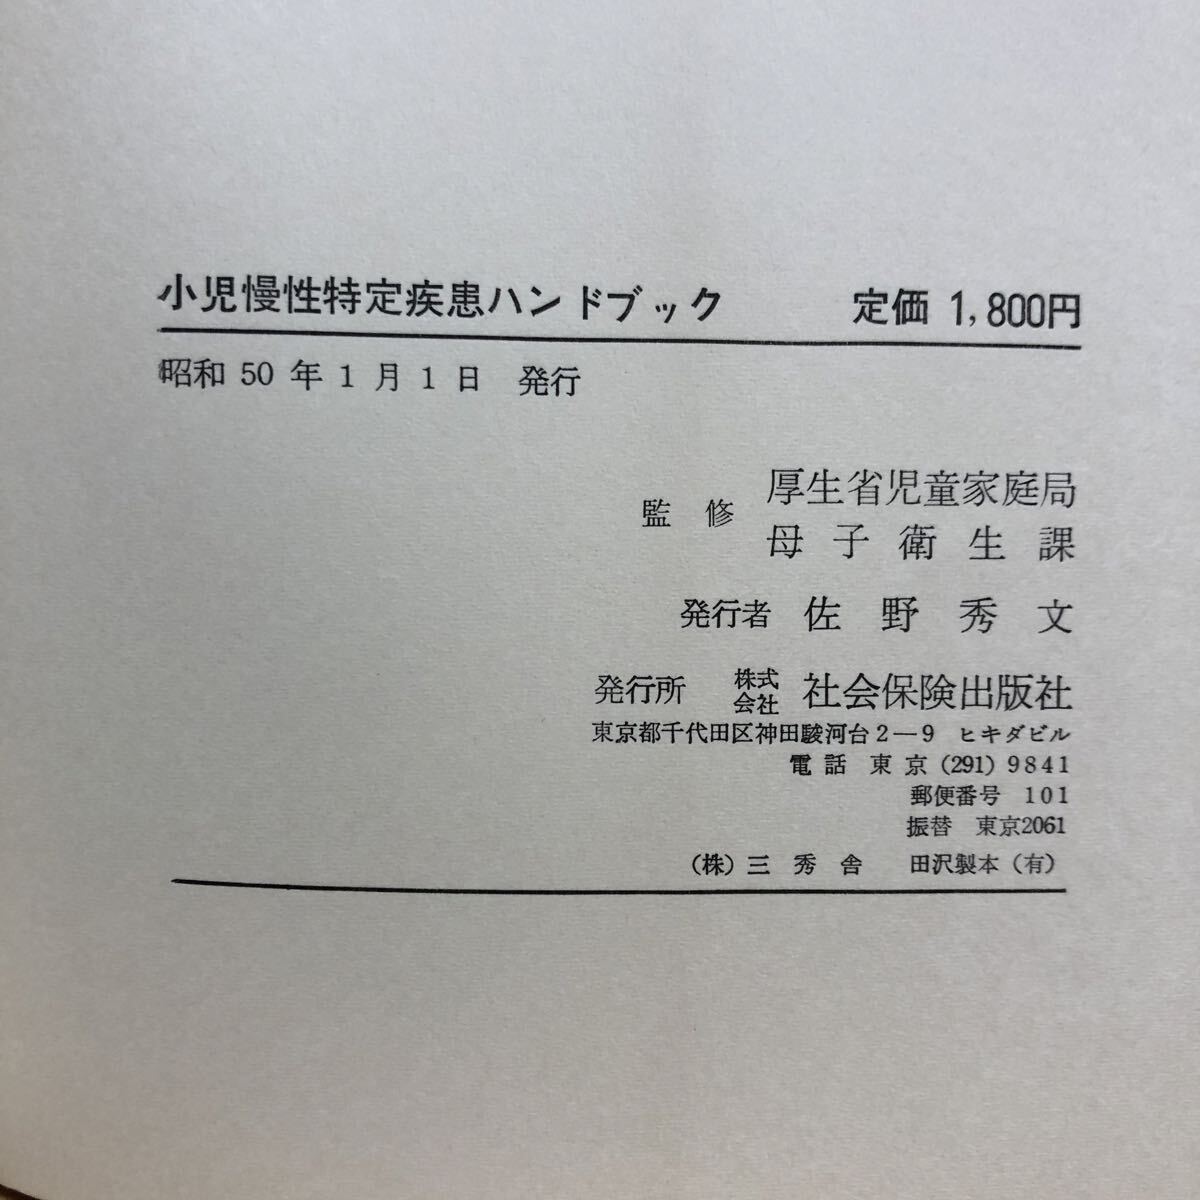 小児慢性特定疾患ハンドブック 定価 1,800円
昭和 50 年 1 月 1 日 発行
監 修 厚生省児童家庭局
母 子 衛 生 課
発行者 佐 野 秀 文
発行所 株式会社 社会保険出版社
東京都千代田区神田駿河台2―9 ヒキダビル
電 話 東 京 (291) 9841
郵便番号 101
振替 東京2061
(株) 三 秀 舎 田沢製本 (有)